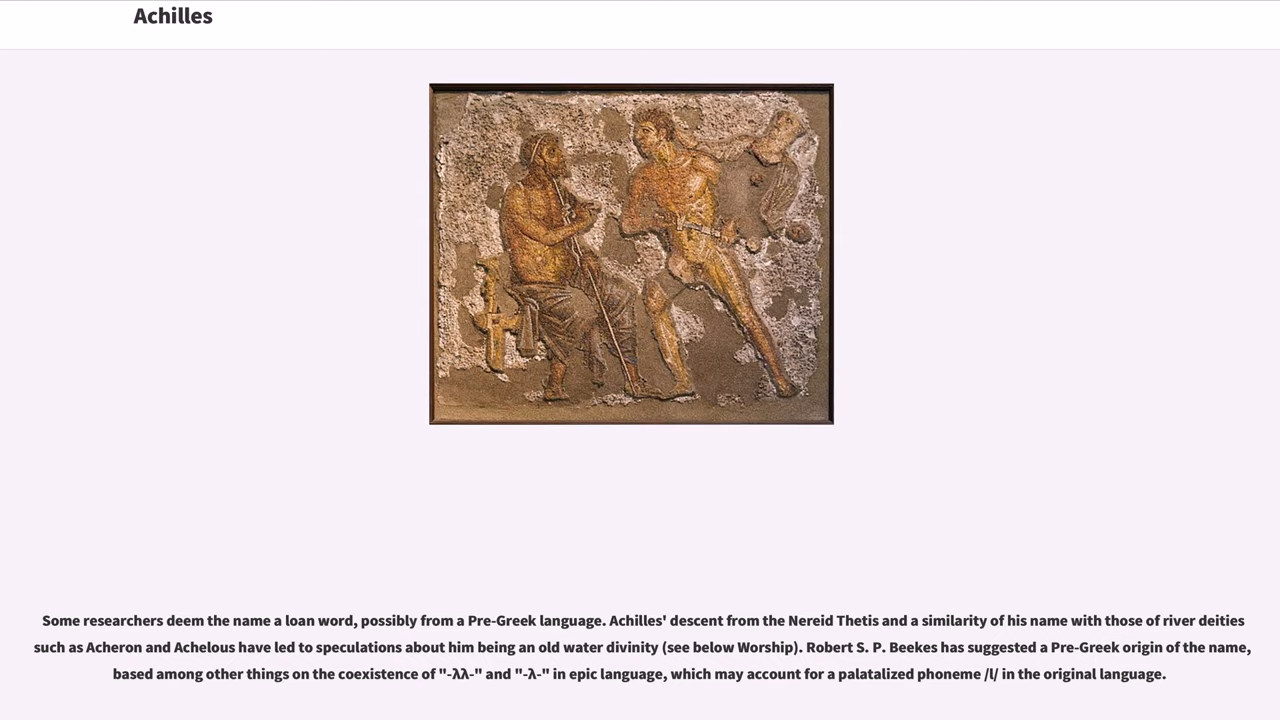 Achilles
Some researchers deem the name a loan word, possibly from a Pre-Greek language. Achilles' descent from the Nereid Thetis and a similarity of his name with those of river deities
such as Acheron and Achelous have led to speculations about him being an old water divinity (see below Worship). Robert S. P. Beekes has suggested a Pre-Greek origin of the name,
based among other things on the coexistence of "-λλ-" and "-λ-" in epic language, which may account for a palatalized phoneme /l/ in the original language.